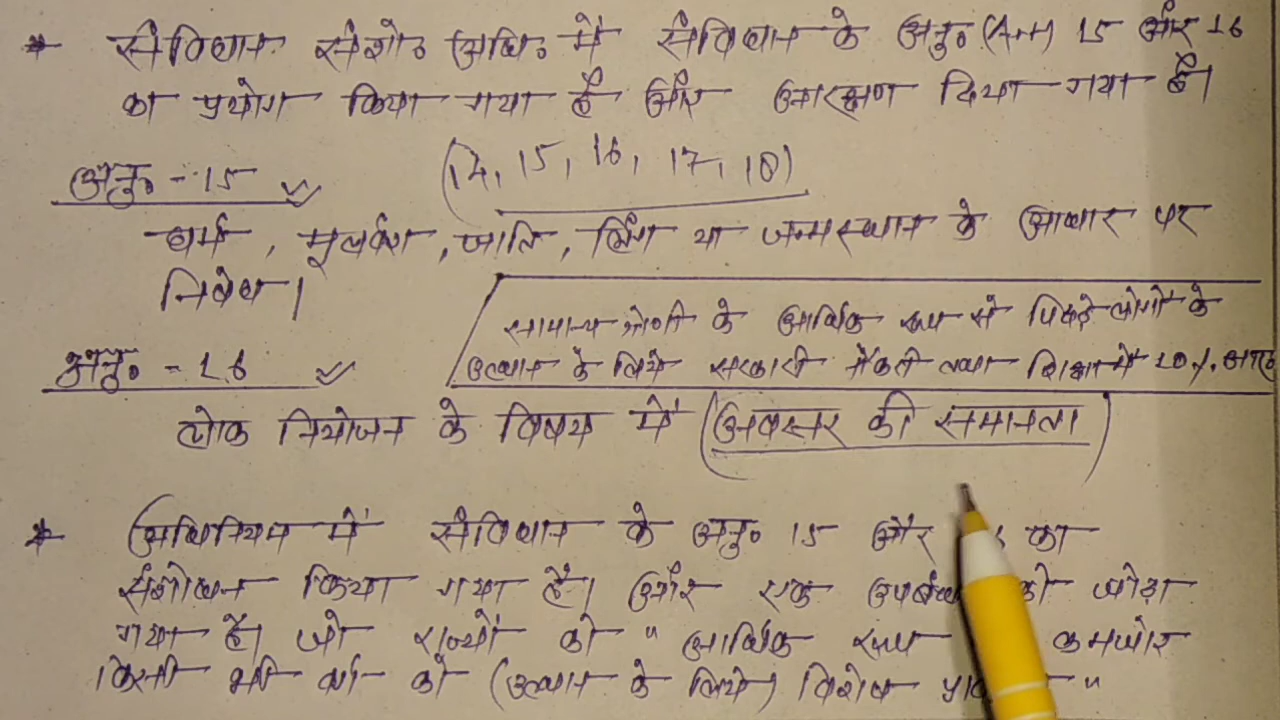 * संविधान संशो० अधि० में संविधान के अनु० (Art) 15 और 16
का प्रयोग किया गया है और आरक्षण दिया गया है।
अनु० - 15 (14, 15, 16, 17, 18)
धर्म, मूलवंश, जाति, लिंग या जन्मस्थान के आधार पर
निषेध।
सामान्य श्रेणी के आर्थिक रूप से पिछड़े लोगों के
अनु० - 16 उत्थान के लिये सरकारी नौकरी तथा शिक्षा में 10%
लोक नियोजन के विषय में (अवसर की समानता)
* अधिनियम में संविधान के अनु० 15 और का
संशोधन किया गया है। और एक को जोड़ा
गया है। जो राज्यों को " आर्थिक रूप कमजोर
किसी भी वर्ग को (उत्थान के लिये) विशेष "